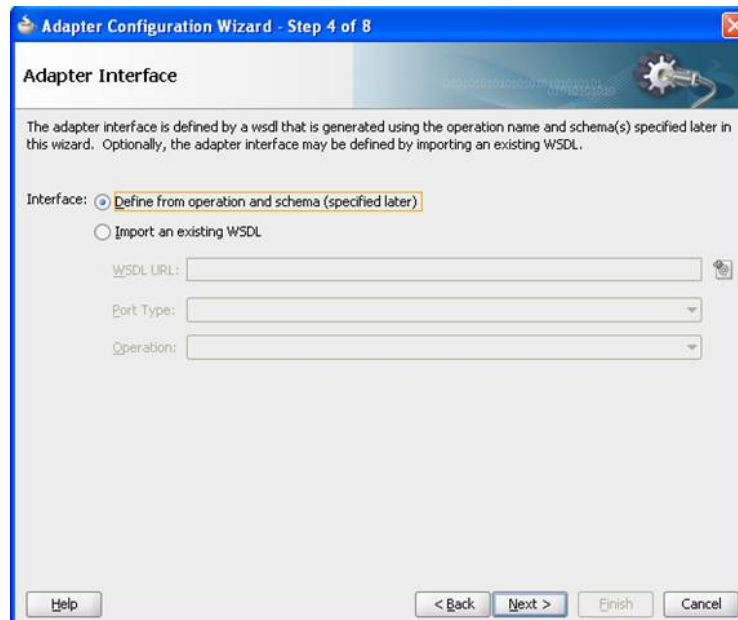 Adapter Configuration Wizard - Step 4 of 8
Adapter Interface
The adapter interface is defined by a wsdl that is generated using the operation name and schema(s) specified later in
this wizard. Optionally, the adapter interface may be defined by importing an existing WSDL.
Interface: Define from operation and schema (specified later)
Import an existing WSDL
WSDL URL:
Port Type:
Operation:
Help < Back Next > Finish Cancel